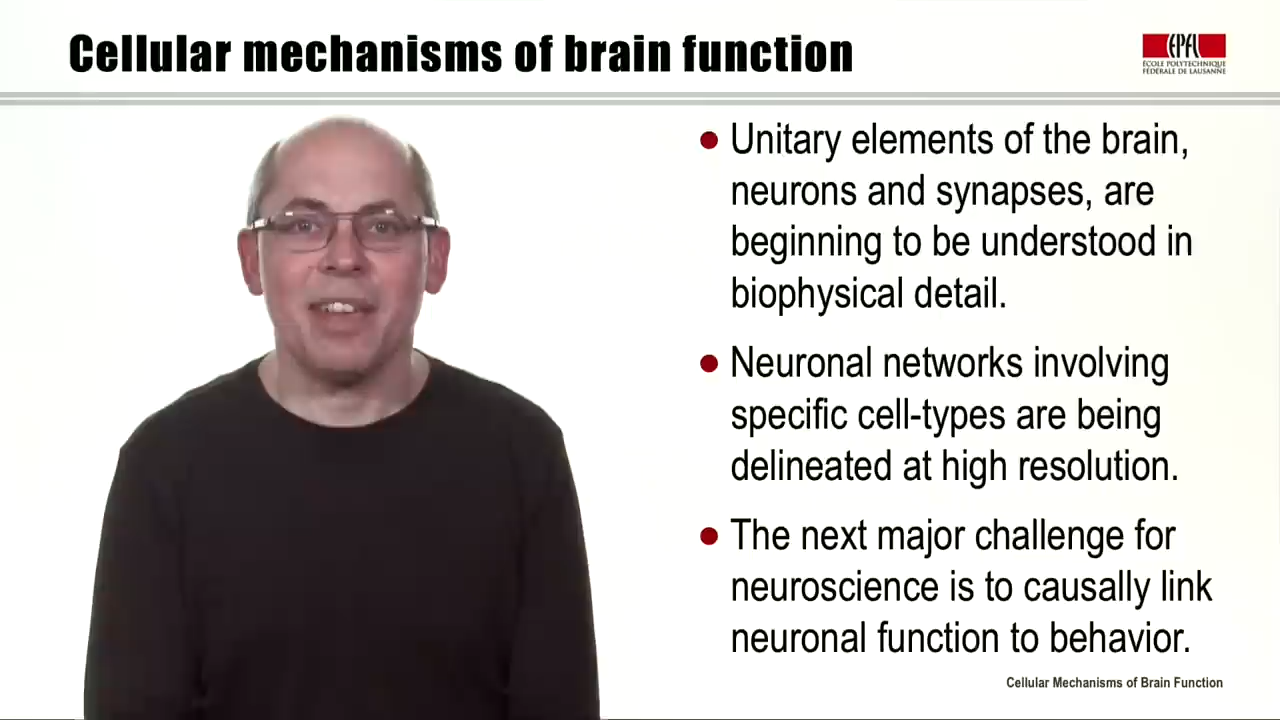 Cellular mechanisms of brain function
EPFL
ÉCOLE POLYTECHNIQUE
FÉDÉRALE DE LAUSANNE
• Unitary elements of the brain,
neurons and synapses, are
beginning to be understood in
biophysical detail.
• Neuronal networks involving
specific cell-types are being
delineated at high resolution.
• The next major challenge for
neuroscience is to causally link
neuronal function to behavior.
Cellular Mechanisms of Brain Function